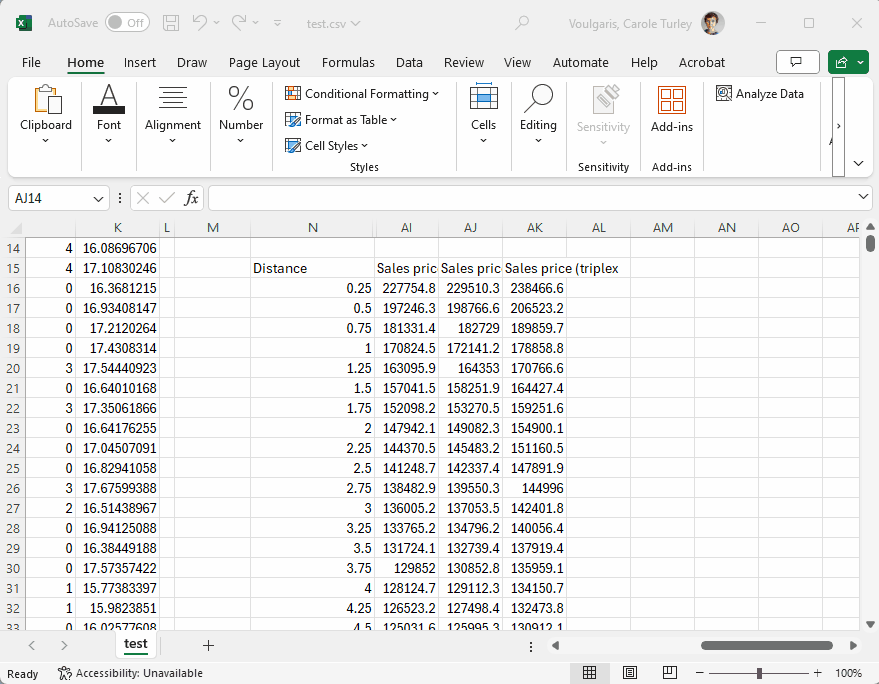 AutoSave Off test.csv Voulgaris, Carole Turley
File Home Insert Draw Page Layout Formulas Data Review View Automate Help Acrobat
Clipboard Font Alignment Number Conditional Formatting Format as Table Cell Styles Cells Editing Sensitivity Add-ins Analyze Data
Styles Sensitivity Add-ins
AJ14 fx
K L M N AI AJ AK AL AM AN AO AP
14 4 16.08696706
15 4 17.10830246 Distance Sales pric Sales pric Sales price (triplex
16 0 16.3681215 0.25 227754.8 229510.3 238466.6
17 0 16.93408147 0.5 197246.3 198766.6 206523.2
18 0 17.2120264 0.75 181331.4 182729 189859.7
19 0 17.4308314 1 170824.5 172141.2 178858.8
20 3 17.54440923 1.25 163095.9 164353 170766.6
21 0 16.64010168 1.5 157041.5 158251.9 164427.4
22 3 17.35061866 1.75 152098.2 153270.5 159251.6
23 0 16.64176255 2 147942.1 149082.3 154900.1
24 0 17.04507091 2.25 144370.5 145483.2 151160.5
25 0 16.82941058 2.5 141248.7 142337.4 147891.9
26 3 17.67599388 2.75 138482.9 139550.3 144996
27 2 16.51438967 3 136005.2 137053.5 142401.8
28 0 16.94125088 3.25 133765.2 134796.2 140056.4
29 0 16.38449188 3.5 131724.1 132739.4 137919.4
30 0 17.57357422 3.75 129852 130852.8 135959.1
31 1 15.77383397 4 128124.7 129112.3 134150.7
32 1 15.9823851 4.25 126523.2 127498.4 132473.8
33 0 16.02577608 4.5 125031.6 125995.3 130912.1
test
Ready Accessibility: Unavailable 100%